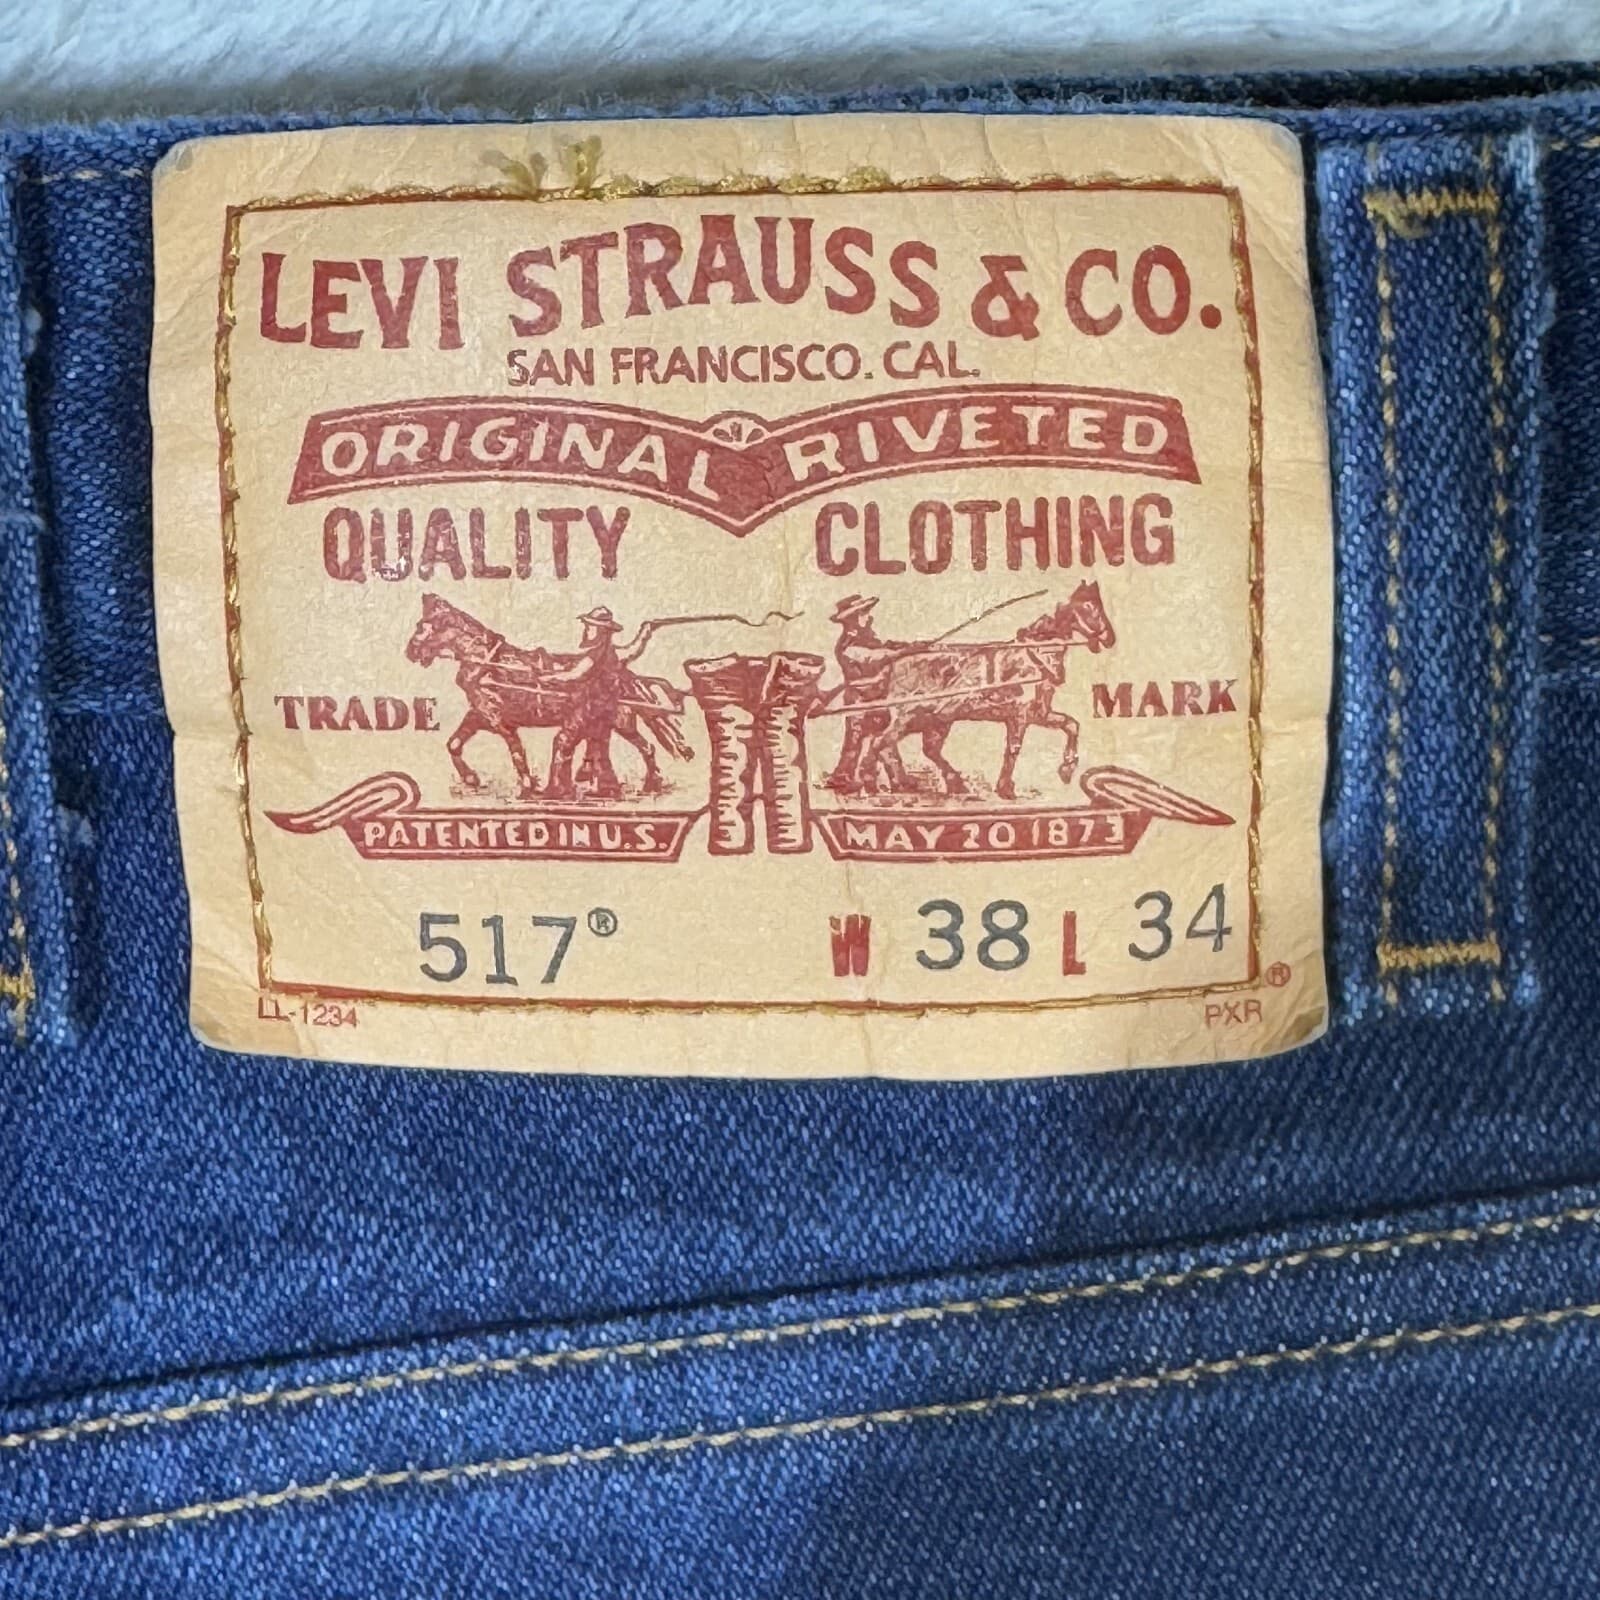 LEVI STRAUSS & CO.
SAN FRANCISCO. CAL.
ORIGINAL RIVETED
QUALITY CLOTHING
TRADE MARK
PATENTED IN U.S. MAY 20 1873
517® W 38 L 34
®
LL-1234 PXR